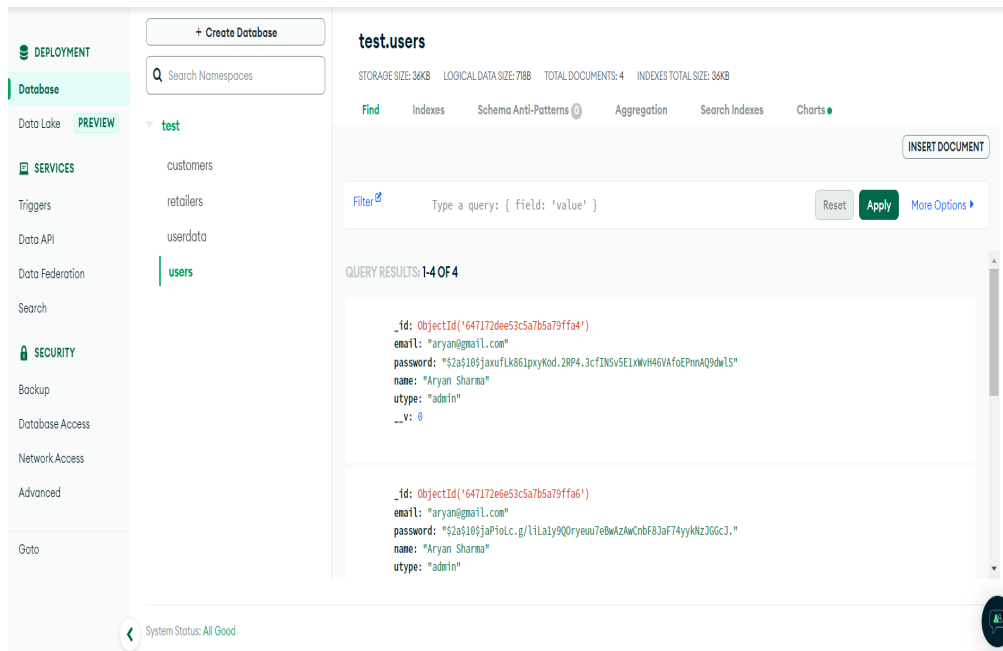 DEPLOYMENT
Database
Data Lake PREVIEW
SERVICES
Triggers
Data API
Data Federation
Search
SECURITY
Backup
Database Access
Network Access
Advanced
Goto
+ Create Database
Search Namespaces
test
customers
retailers
userdata
users
test.users
STORAGE SIZE: 36KB LOGICAL DATA SIZE: 718B TOTAL DOCUMENTS: 4 INDEXES TOTAL SIZE: 36KB
Find Indexes Schema Anti-Patterns 0 Aggregation Search Indexes Charts
INSERT DOCUMENT
Filter Type a query: { field: 'value' } Reset Apply More Options
QUERY RESULTS: 1-4 OF 4
_id: ObjectId('647172dee53c5a7b5a79ffa4')
email: "aryan@gmail.com"
password: "$2a$10$jaxufLk861pxyKod.2RP4.3cfINSv5E1xWvH46VAfoEPnnAQ9dwlS"
name: "Aryan Sharma"
utype: "admin"
__v: 0
_id: ObjectId('647172e6e53c5a7b5a79ffa6')
email: "aryan@gmail.com"
password: "$2a$10$jaPioLc.g/liLa1y9QOryeuu7eBwAzAwCnbF8JaF74yykNzJGGcJ."
name: "Aryan Sharma"
utype: "admin"
System Status: All Good